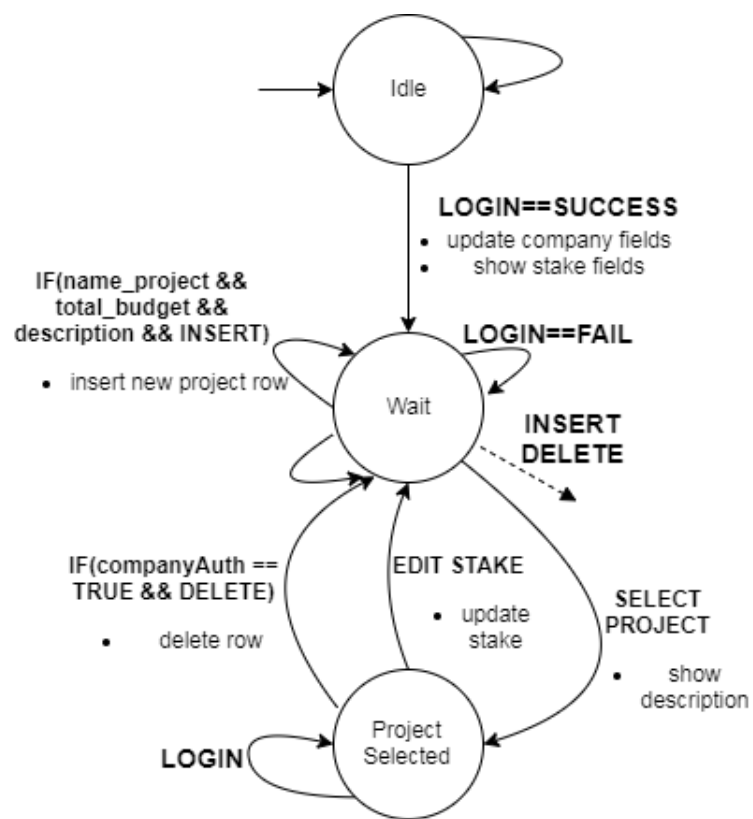 Idle
LOGIN==SUCCESS
• update company fields
• show stake fields
IF(name_project &&
total_budget &&
description && INSERT)
• insert new project row
LOGIN==FAIL
Wait
INSERT
DELETE
IF(companyAuth ==
TRUE && DELETE)
• delete row
EDIT STAKE
• update
stake
SELECT
PROJECT
• show
description
Project
Selected
LOGIN